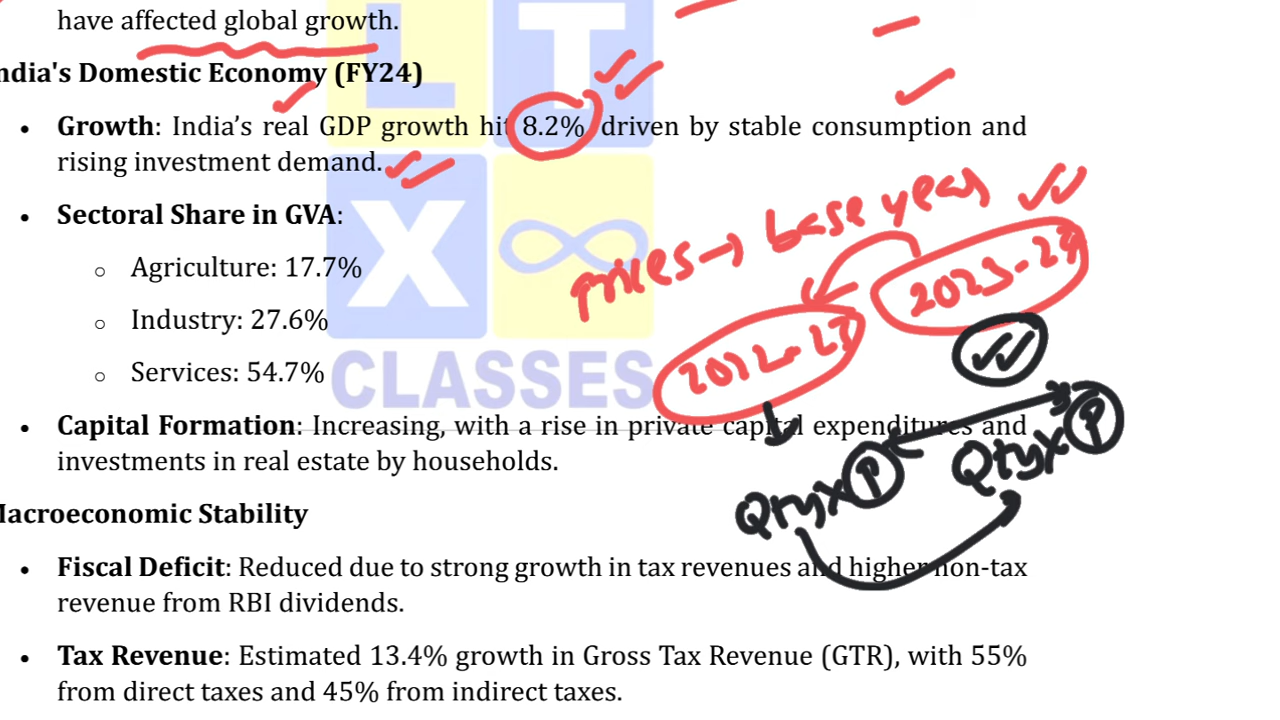 have affected global growth.
ndia's Domestic Economy (FY24)
• Growth: India’s real GDP growth hit 8.2%, driven by stable consumption and
rising investment demand.
• Sectoral Share in GVA:
prices → base year
o Agriculture: 17.7%
2023-24
o Industry: 27.6%
2022-23
o Services: 54.7%
LTX CLASSES
• Capital Formation: Increasing, with a rise in private capital expenditures and
investments in real estate by households.
Qty x P
Qty x P
Macroeconomic Stability
• Fiscal Deficit: Reduced due to strong growth in tax revenues and higher non-tax
revenue from RBI dividends.
• Tax Revenue: Estimated 13.4% growth in Gross Tax Revenue (GTR), with 55%
from direct taxes and 45% from indirect taxes.